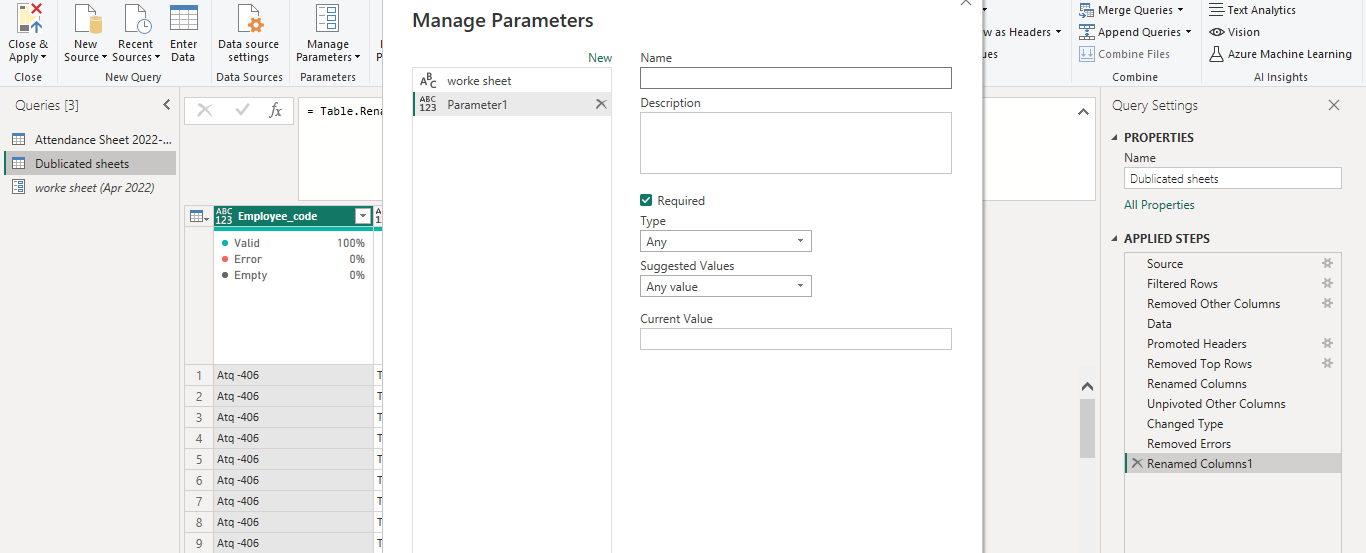 Manage Parameters
Close & Apply
New Source
Recent Sources
Enter Data
Data source settings
Manage Parameters
Close
New Query
Data Sources
Parameters
w as Headers
ues
Merge Queries
Append Queries
Combine Files
Combine
Text Analytics
Vision
Azure Machine Learning
AI Insights
Queries [3]
Attendance Sheet 2022-...
Dublicated sheets
worke sheet (Apr 2022)
fx
= Table.Rena
ABC 123 Employee_code
Valid 100%
Error 0%
Empty 0%
1 Atq -406 T
2 Atq -406 T
3 Atq -406 T
4 Atq -406 T
5 Atq -406 T
6 Atq -406 T
7 Atq -406 T
8 Atq -406 T
9 Atq -406 T
New
ABC worke sheet
ABC 123 Parameter1
Name
Description
Required
Type
Any
Suggested Values
Any value
Current Value
Query Settings
PROPERTIES
Name
Dublicated sheets
All Properties
APPLIED STEPS
Source
Filtered Rows
Removed Other Columns
Data
Promoted Headers
Removed Top Rows
Renamed Columns
Unpivoted Other Columns
Changed Type
Removed Errors
Renamed Columns1